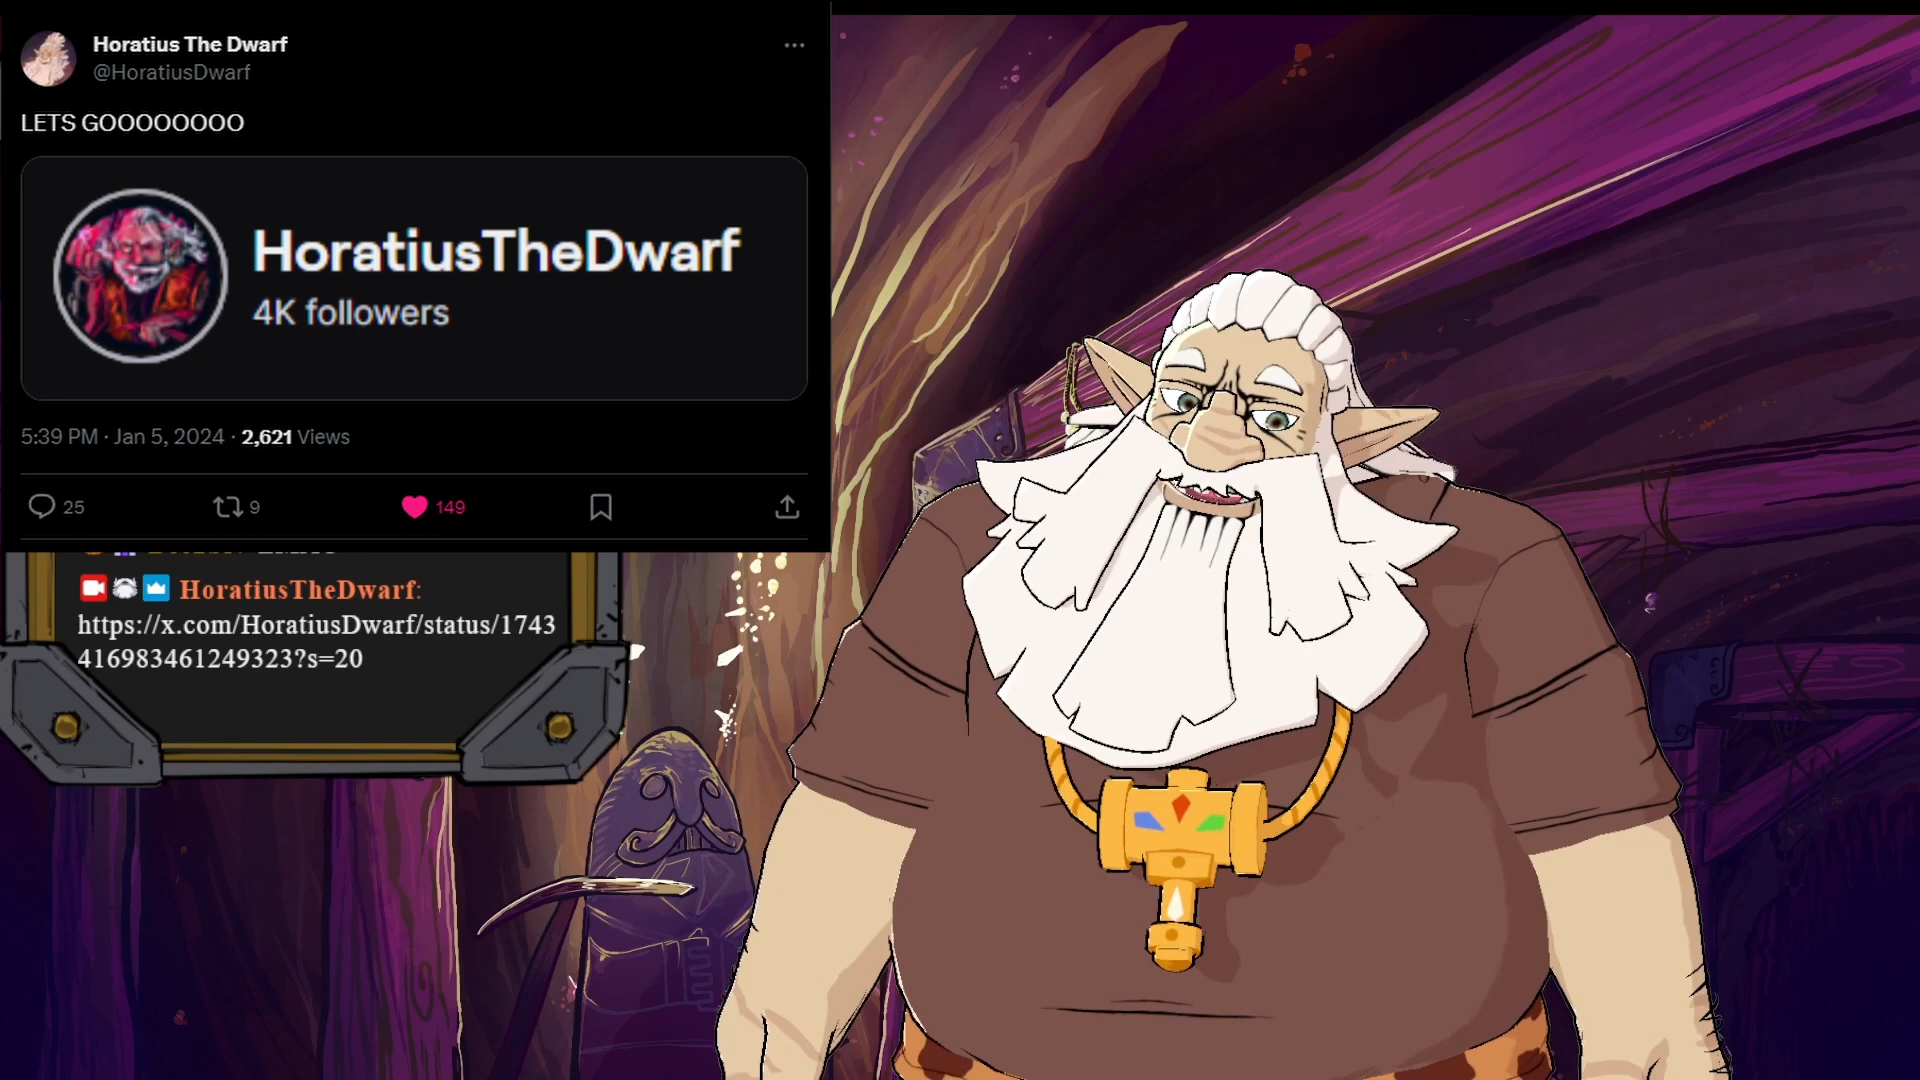 Horatius The Dwarf
@HoratiusDwarf
LETS GOOOOOOOO
HoratiusTheDwarf
4K followers
5:39 PM · Jan 5, 2024 · 2,621 Views
25 9 149
HoratiusTheDwarf:
https://x.com/HoratiusDwarf/status/1743
416983461249323?s=20